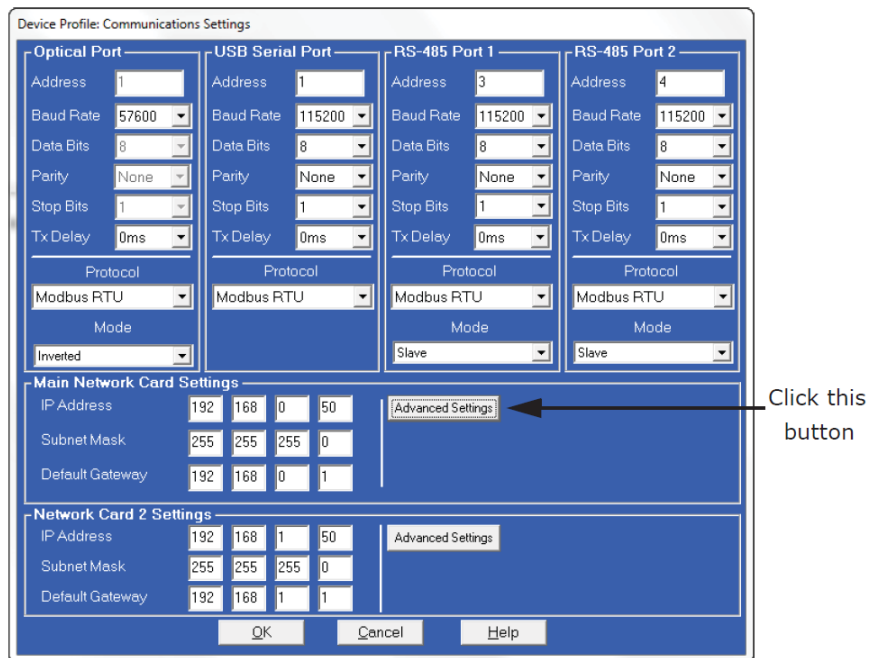 Device Profile: Communications Settings
Optical Port
Address 1
Baud Rate 57600
Data Bits 8
Parity None
Stop Bits 1
Tx Delay 0ms
Protocol
Modbus RTU
Mode
Inverted
USB Serial Port
Address 1
Baud Rate 115200
Data Bits 8
Parity None
Stop Bits 1
Tx Delay 0ms
Protocol
Modbus RTU
RS-485 Port 1
Address 3
Baud Rate 115200
Data Bits 8
Parity None
Stop Bits 1
Tx Delay 0ms
Protocol
Modbus RTU
Mode
Slave
RS-485 Port 2
Address 4
Baud Rate 115200
Data Bits 8
Parity None
Stop Bits 1
Tx Delay 0ms
Protocol
Modbus RTU
Mode
Slave
Main Network Card Settings
IP Address 192 168 0 50
Subnet Mask 255 255 255 0
Default Gateway 192 168 0 1
Advanced Settings
Click this
button
Network Card 2 Settings
IP Address 192 168 1 50
Subnet Mask 255 255 255 0
Default Gateway 192 168 1 1
Advanced Settings
OK Cancel Help